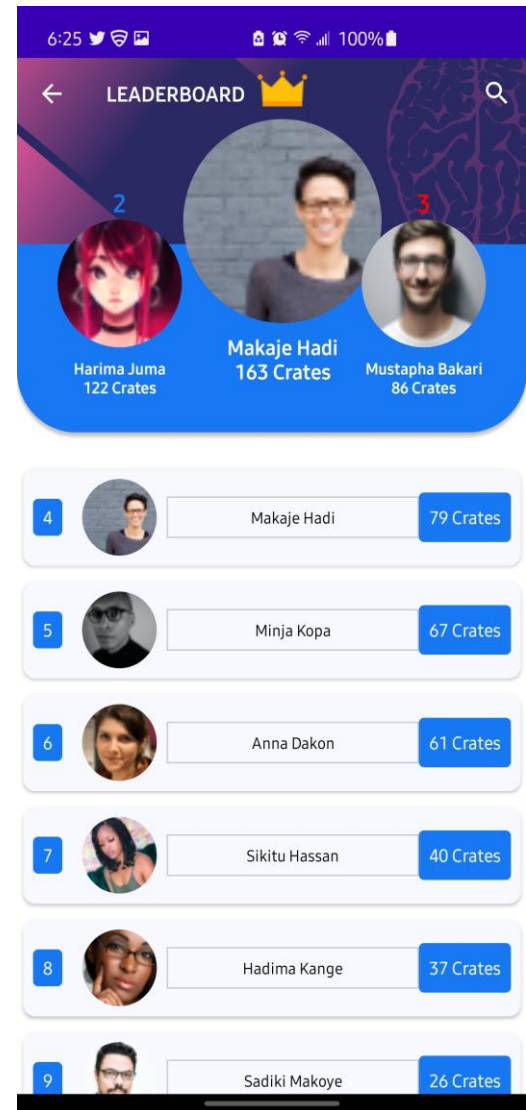 6:25 100%
LEADERBOARD
2
3
Makaje Hadi
163 Crates
Harima Juma
122 Crates
Mustapha Bakari
86 Crates
4 Makaje Hadi 79 Crates
5 Minja Kopa 67 Crates
6 Anna Dakon 61 Crates
7 Sikitu Hassan 40 Crates
8 Hadima Kange 37 Crates
9 Sadiki Makoye 26 Crates